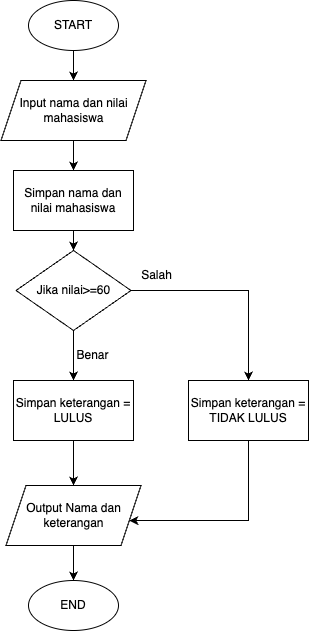 START
Input nama dan nilai
mahasiswa
Simpan nama dan
nilai mahasiswa
Jika nilai>=60
Salah
Benar
Simpan keterangan =
LULUS
Simpan keterangan =
TIDAK LULUS
Output Nama dan
keterangan
END